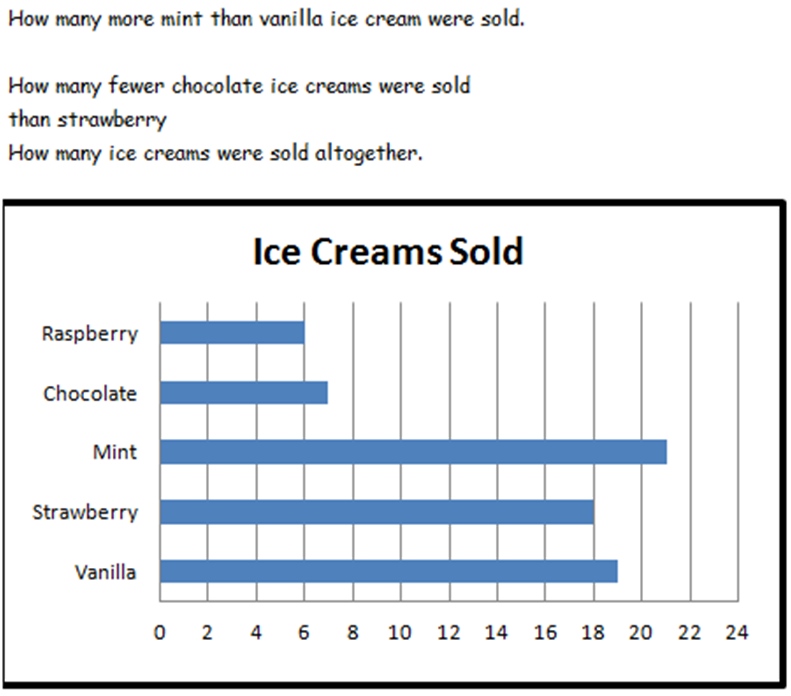 How many more mint than vanilla ice cream were sold.
How many fewer chocolate ice creams were sold
than strawberry
How many ice creams were sold altogether.
Ice Creams Sold
Raspberry
Chocolate
Mint
Strawberry
Vanilla
0 2 4 6 8 10 12 14 16 18 20 22 24